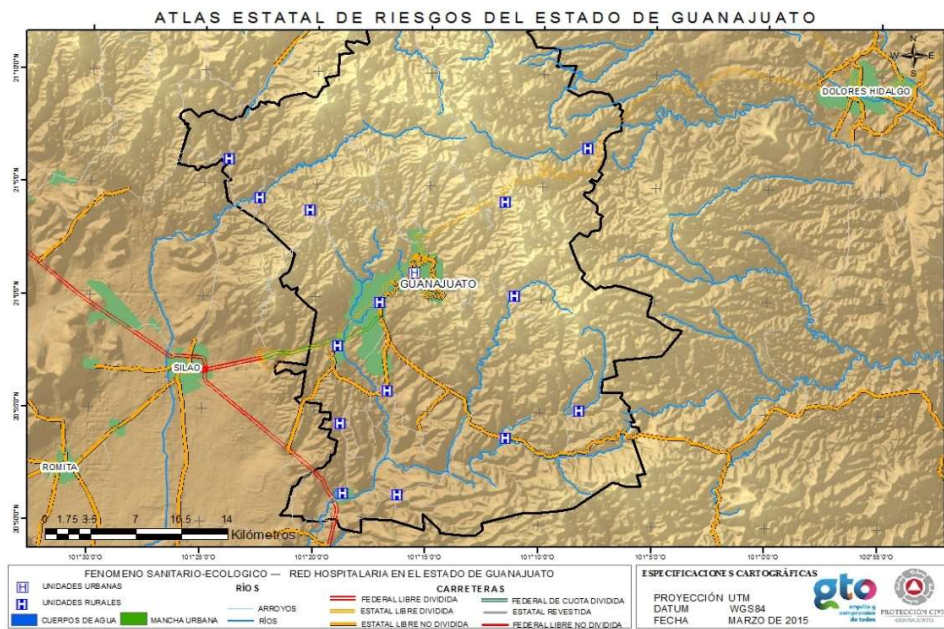 ATLAS ESTATAL DE RIESGOS DEL ESTADO DE GUANAJUATO
N
W E
S
DOLORES HIDALGO
H
H
H
H
H
H
GUANAJUATO
H
H
H
SILAO
H
H
H
H
ROMITA
H
H
0 1.75 3.5 7 10.5 14
Kilómetros
101°30'0"O 101°25'0"O 101°20'0"O 101°15'0"O 101°10'0"O 101°5'0"O 101°0'0"O 100°55'0"O
FENOMENO SANITARIO-ECOLOGICO — RED HOSPITALARIA EN EL ESTADO DE GUANAJUATO
H UNIDADES URBANAS
H UNIDADES RURALES
CUERPOS DE AGUA
MANCHA URBANA
RÍOS
ARROYOS
RÍOS
CARRETERAS
FEDERAL LIBRE DIVIDIDA
ESTATAL LIBRE DIVIDIDA
ESTATAL LIBRE NO DIVIDIDA
FEDERAL DE CUOTA DIVIDIDA
ESTATAL REVESTIDA
FEDERAL LIBRE NO DIVIDIDA
ESPECIFICACIONES CARTOGRÁFICAS
PROYECCIÓN UTM
DATUM WGS84
FECHA MARZO DE 2015
gto
orgullo y
compromiso
de todos
PROTECCIÓN CIVIL
GUANAJUATO